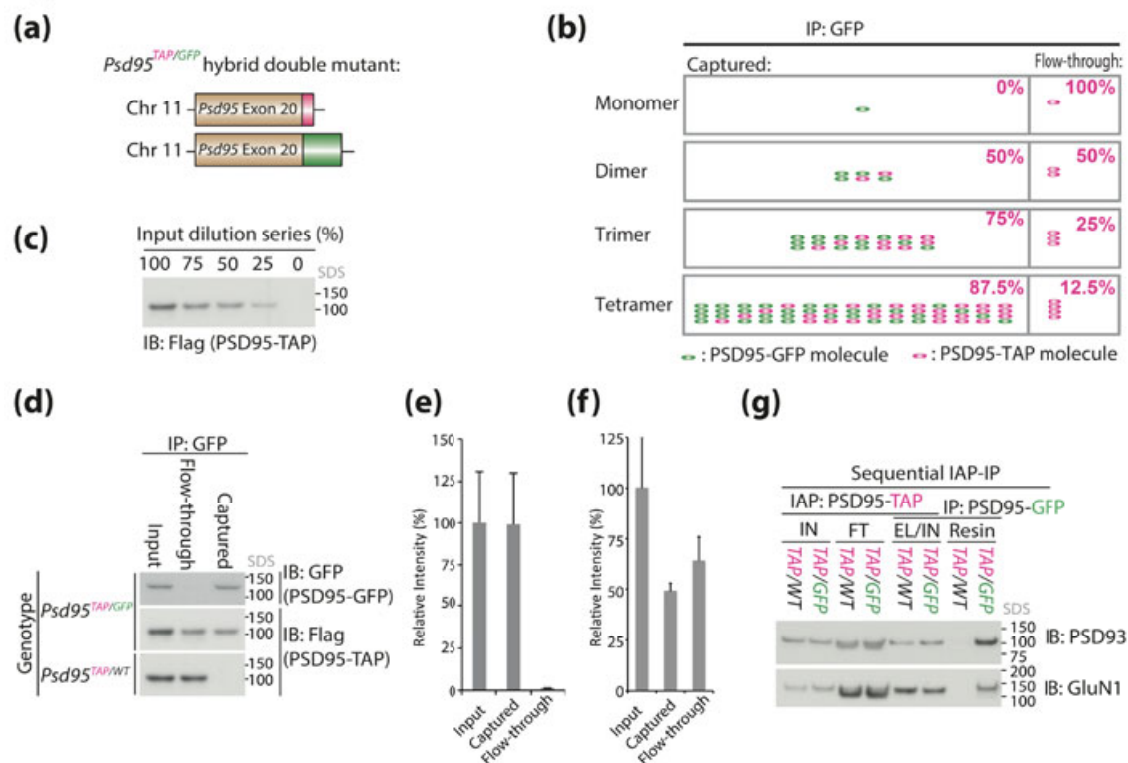 (a)
Psd95TAP/GFP hybrid double mutant:
Chr 11
Psd95 Exon 20
Chr 11
Psd95 Exon 20
(b)
IP: GFP
Captured:
Flow-through:
Monomer
0%
100%
Dimer
50%
50%
Trimer
75%
25%
Tetramer
87.5%
12.5%
: PSD95-GFP molecule
: PSD95-TAP molecule
(c)
Input dilution series (%)
100 75 50 25 0
SDS
150
100
IB: Flag (PSD95-TAP)
(d)
IP: GFP
Input
Flow-through
Captured
SDS
Genotype
Psd95TAP/GFP
150
100
IB: GFP
(PSD95-GFP)
150
100
IB: Flag
(PSD95-TAP)
Psd95TAP/WT
150
100
(e)
Relative Intensity (%)
150
125
100
75
50
25
0
Input
Captured
Flow-through
(f)
Relative Intensity (%)
125
100
75
50
25
0
Input
Captured
Flow-through
(g)
Sequential IAP-IP
IAP: PSD95-TAP
IP: PSD95-GFP
IN FT EL/IN Resin
TAP/WT
TAP/GFP
TAP/WT
TAP/GFP
TAP/WT
TAP/GFP
TAP/WT
TAP/GFP
SDS
150
100
75
IB: PSD93
200
150
100
IB: GluN1